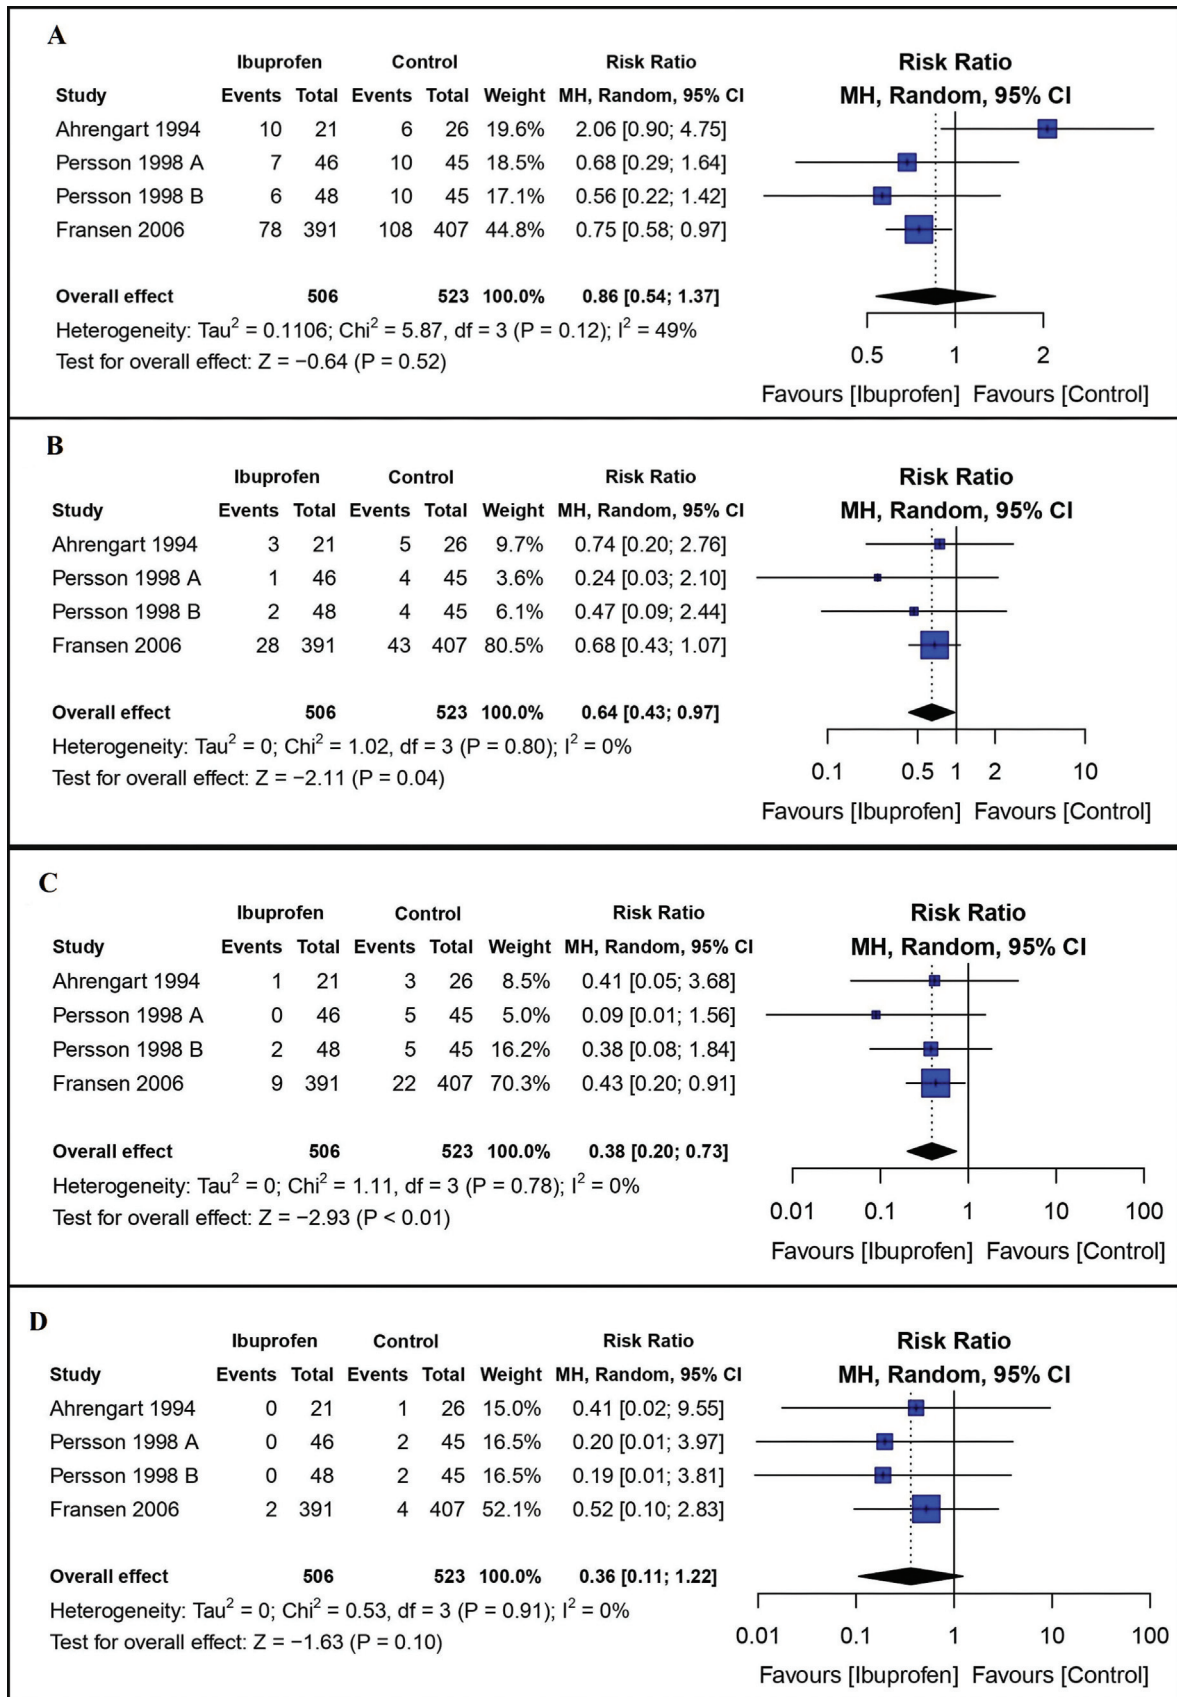 A
Ibuprofen Control Risk Ratio Risk Ratio
Study Events Total Events Total Weight MH, Random, 95% CI MH, Random, 95% CI
Ahrengart 1994 10 21 6 26 19.6% 2.06 [0.90; 4.75]
Persson 1998 A 7 46 10 45 18.5% 0.68 [0.29; 1.64]
Persson 1998 B 6 48 10 45 17.1% 0.56 [0.22; 1.42]
Fransen 2006 78 391 108 407 44.8% 0.75 [0.58; 0.97]
Overall effect 506 523 100.0% 0.86 [0.54; 1.37]
Heterogeneity: Tau² = 0.1106; Chi² = 5.87, df = 3 (P = 0.12); I² = 49%
Test for overall effect: Z = −0.64 (P = 0.52)
0.5 1 2
Favours [Ibuprofen] Favours [Control]
B
Ibuprofen Control Risk Ratio Risk Ratio
Study Events Total Events Total Weight MH, Random, 95% CI MH, Random, 95% CI
Ahrengart 1994 3 21 5 26 9.7% 0.74 [0.20; 2.76]
Persson 1998 A 1 46 4 45 3.6% 0.24 [0.03; 2.10]
Persson 1998 B 2 48 4 45 6.1% 0.47 [0.09; 2.44]
Fransen 2006 28 391 43 407 80.5% 0.68 [0.43; 1.07]
Overall effect 506 523 100.0% 0.64 [0.43; 0.97]
Heterogeneity: Tau² = 0; Chi² = 1.02, df = 3 (P = 0.80); I² = 0%
Test for overall effect: Z = −2.11 (P = 0.04)
0.1 0.5 1 2 10
Favours [Ibuprofen] Favours [Control]
C
Ibuprofen Control Risk Ratio Risk Ratio
Study Events Total Events Total Weight MH, Random, 95% CI MH, Random, 95% CI
Ahrengart 1994 1 21 3 26 8.5% 0.41 [0.05; 3.68]
Persson 1998 A 0 46 5 45 5.0% 0.09 [0.01; 1.56]
Persson 1998 B 2 48 5 45 16.2% 0.38 [0.08; 1.84]
Fransen 2006 9 391 22 407 70.3% 0.43 [0.20; 0.91]
Overall effect 506 523 100.0% 0.38 [0.20; 0.73]
Heterogeneity: Tau² = 0; Chi² = 1.11, df = 3 (P = 0.78); I² = 0%
Test for overall effect: Z = −2.93 (P < 0.01)
0.01 0.1 1 10 100
Favours [Ibuprofen] Favours [Control]
D
Ibuprofen Control Risk Ratio Risk Ratio
Study Events Total Events Total Weight MH, Random, 95% CI MH, Random, 95% CI
Ahrengart 1994 0 21 1 26 15.0% 0.41 [0.02; 9.55]
Persson 1998 A 0 46 2 45 16.5% 0.20 [0.01; 3.97]
Persson 1998 B 0 48 2 45 16.5% 0.19 [0.01; 3.81]
Fransen 2006 2 391 4 407 52.1% 0.52 [0.10; 2.83]
Overall effect 506 523 100.0% 0.36 [0.11; 1.22]
Heterogeneity: Tau² = 0; Chi² = 0.53, df = 3 (P = 0.91); I² = 0%
Test for overall effect: Z = −1.63 (P = 0.10)
0.01 0.1 1 10 100
Favours [Ibuprofen] Favours [Control]